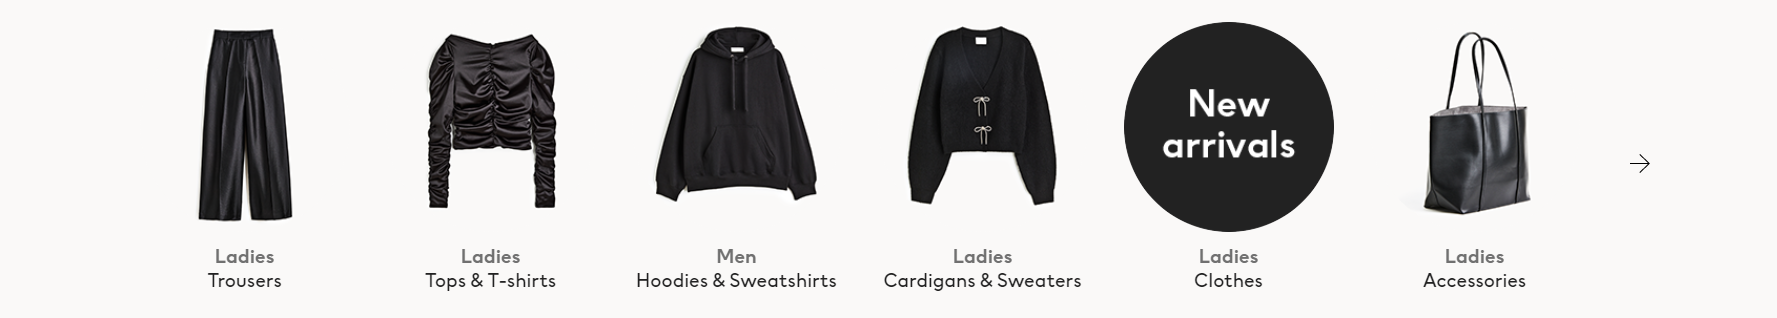 New
arrivals
Ladies
Trousers
Ladies
Tops & T-shirts
Men
Hoodies & Sweatshirts
Ladies
Cardigans & Sweaters
Ladies
Clothes
Ladies
Accessories